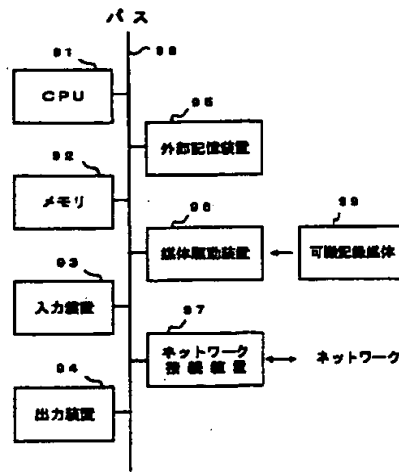 バス
98
91
CPU
95
外部記憶装置
92
メモリ
96
媒体駆動装置
99
可搬記録媒体
93
入力装置
97
ネットワーク
接続装置
ネットワーク
94
出力装置